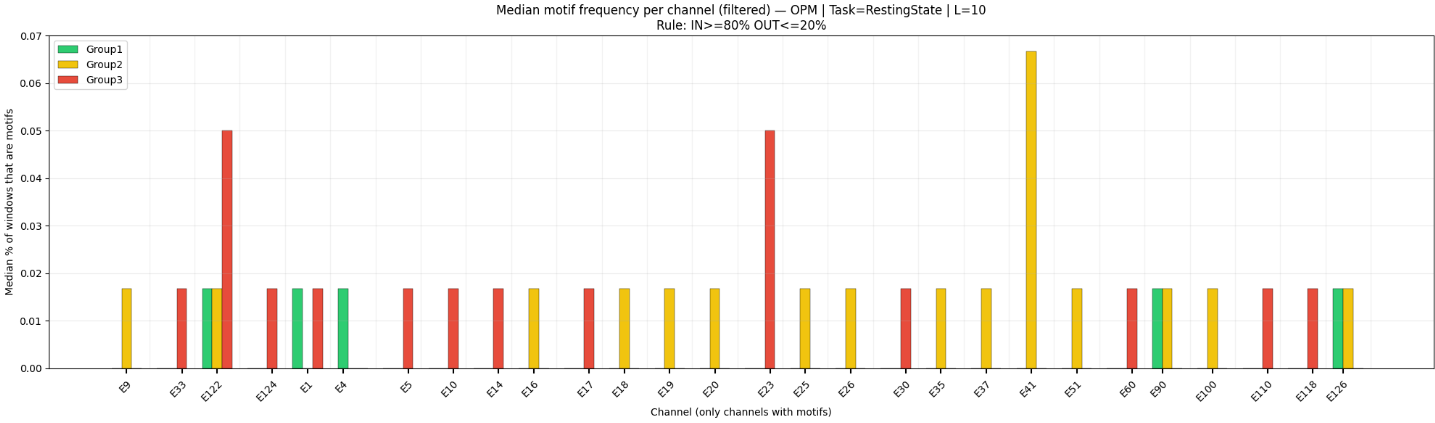 Median motif frequency per channel (filtered) — OPM | Task=RestingState | L=10
Rule: IN>=80% OUT<=20%
Group1
Group2
Group3
Median % of windows that are motifs
0.07
0.06
0.05
0.04
0.03
0.02
0.01
0.00
E9 E33 E122 E124 E1 E4 E5 E10 E14 E16 E17 E18 E19 E20 E23 E25 E26 E30 E35 E37 E41 E51 E60 E90 E100 E110 E118 E126
Channel (only channels with motifs)